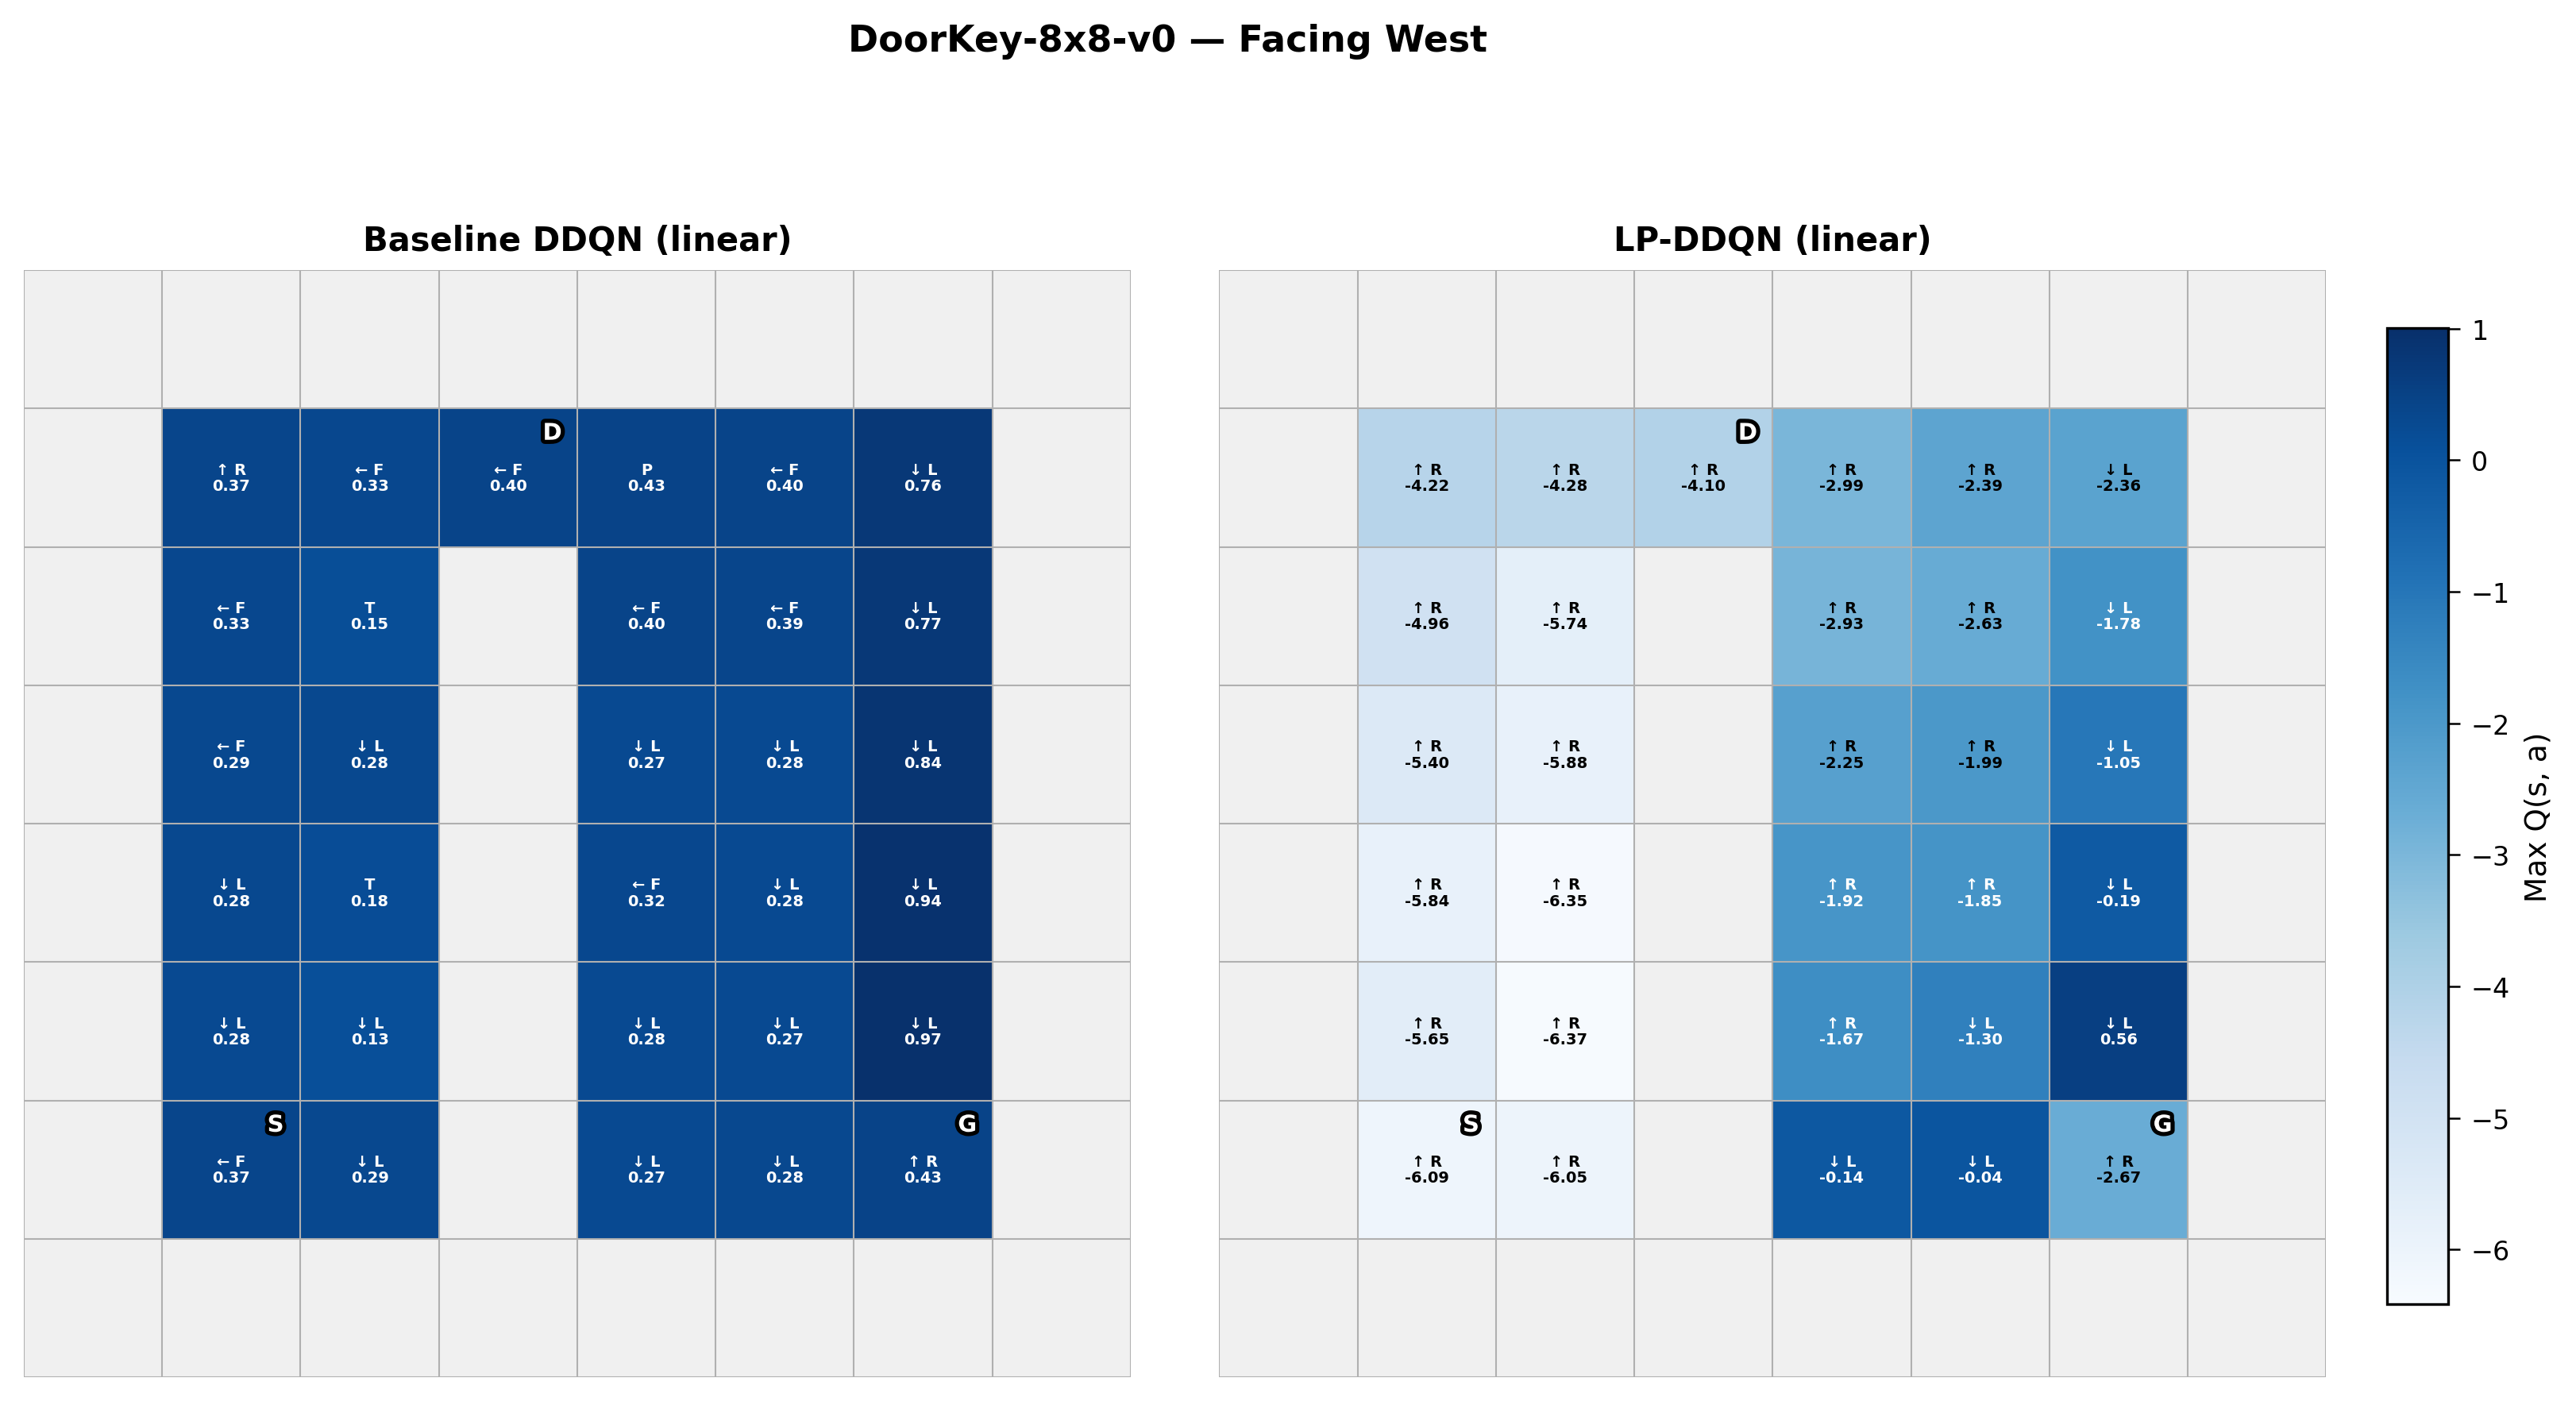 DoorKey-8x8-v0 — Facing West
Baseline DDQN (linear)
D
↑ R ← F ← F P ← F ↓ L
0.37 0.33 0.40 0.43 0.40 0.76
← F T ← F ← F ↓ L
0.33 0.15 0.40 0.39 0.77
← F ↓ L ↓ L ↓ L ↓ L
0.29 0.28 0.27 0.28 0.84
↓ L T ← F ↓ L ↓ L
0.28 0.18 0.32 0.28 0.94
↓ L ↓ L ↓ L ↓ L ↓ L
0.28 0.13 0.28 0.27 0.97
S G
← F ↓ L ↓ L ↓ L ↑ R
0.37 0.29 0.27 0.28 0.43
LP-DDQN (linear)
D
↑ R ↑ R ↑ R ↑ R ↑ R ↓ L
-4.22 -4.28 -4.10 -2.99 -2.39 -2.36
↑ R ↑ R ↑ R ↑ R ↓ L
-4.96 -5.74 -2.93 -2.63 -1.78
↑ R ↑ R ↑ R ↑ R ↓ L
-5.40 -5.88 -2.25 -1.99 -1.05
↑ R ↑ R ↑ R ↑ R ↓ L
-5.84 -6.35 -1.92 -1.85 -0.19
↑ R ↑ R ↑ R ↓ L ↓ L
-5.65 -6.37 -1.67 -1.30 0.56
S G
↑ R ↑ R ↓ L ↓ L ↑ R
-6.09 -6.05 -0.14 -0.04 -2.67
1
0
−1
−2
−3
−4
−5
−6
Max Q(s, a)